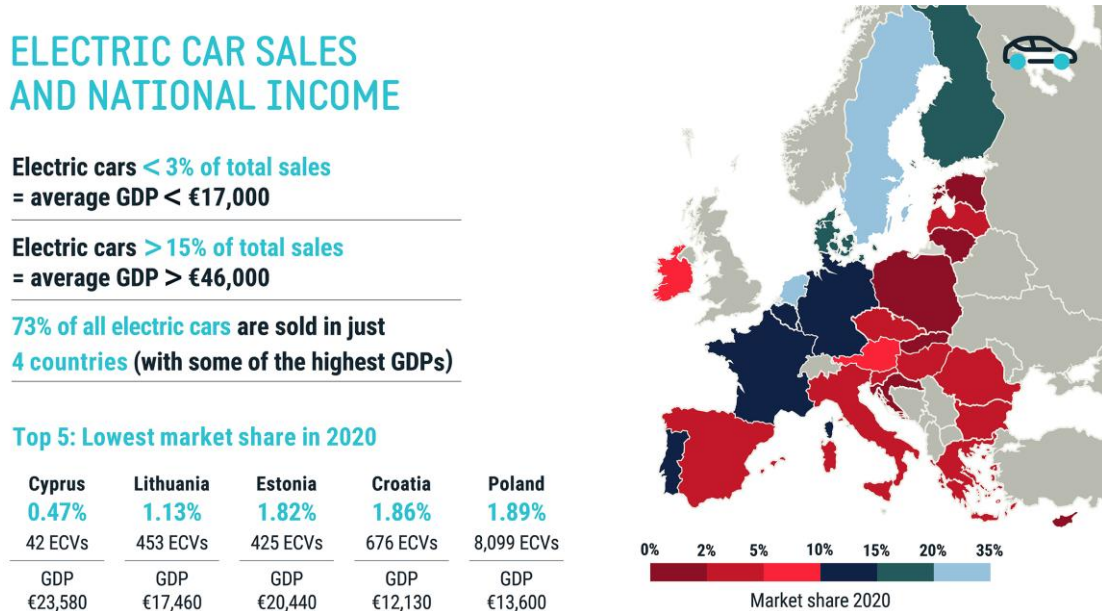 ELECTRIC CAR SALES
AND NATIONAL INCOME
Electric cars < 3% of total sales
= average GDP < €17,000
Electric cars > 15% of total sales
= average GDP > €46,000
73% of all electric cars are sold in just
4 countries (with some of the highest GDPs)
Top 5: Lowest market share in 2020
Cyprus Lithuania Estonia Croatia Poland
0.47% 1.13% 1.82% 1.86% 1.89%
42 ECVs 453 ECVs 425 ECVs 676 ECVs 8,099 ECVs
GDP GDP GDP GDP GDP
€23,580 €17,460 €20,440 €12,130 €13,600
0% 2% 5% 10% 15% 20% 35%
Market share 2020